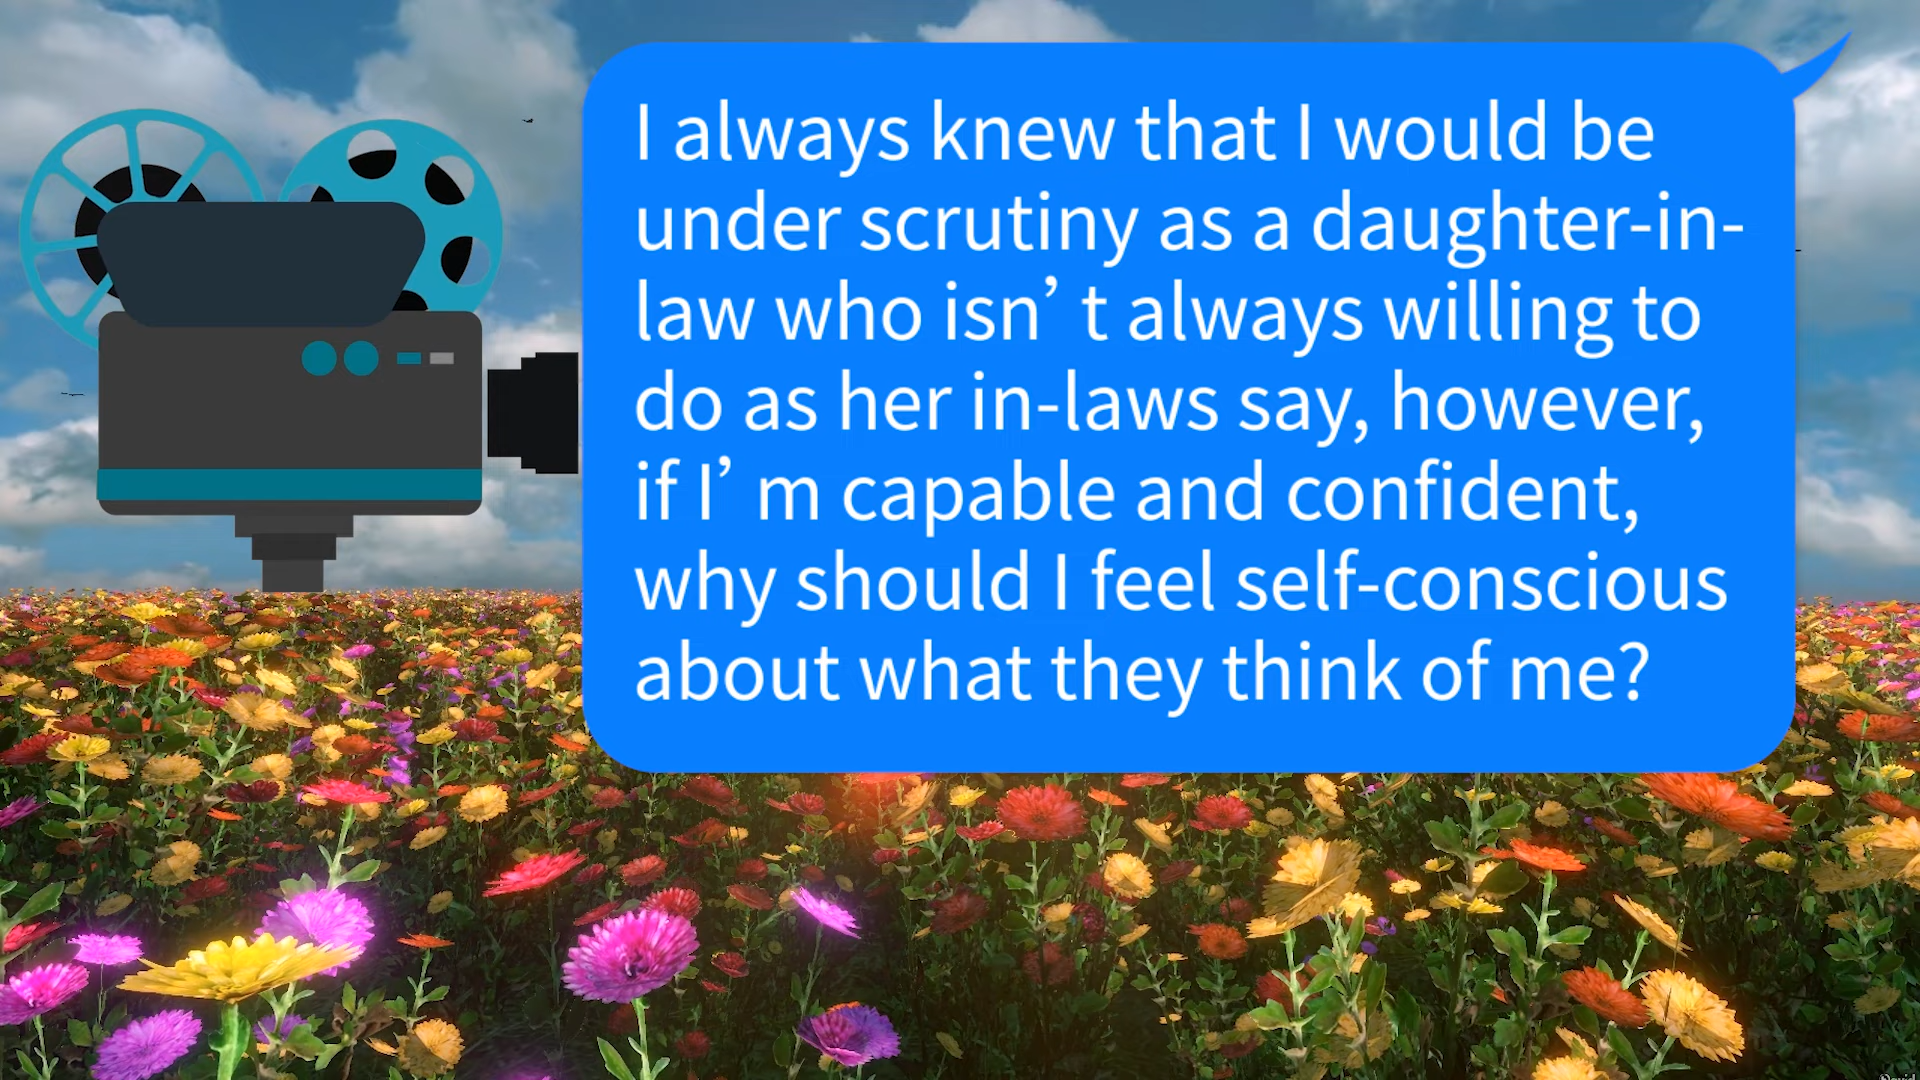 I always knew that I would be
under scrutiny as a daughter-in-
law who isn’t always willing to
do as her in-laws say, however,
if I’m capable and confident,
why should I feel self-conscious
about what they think of me?